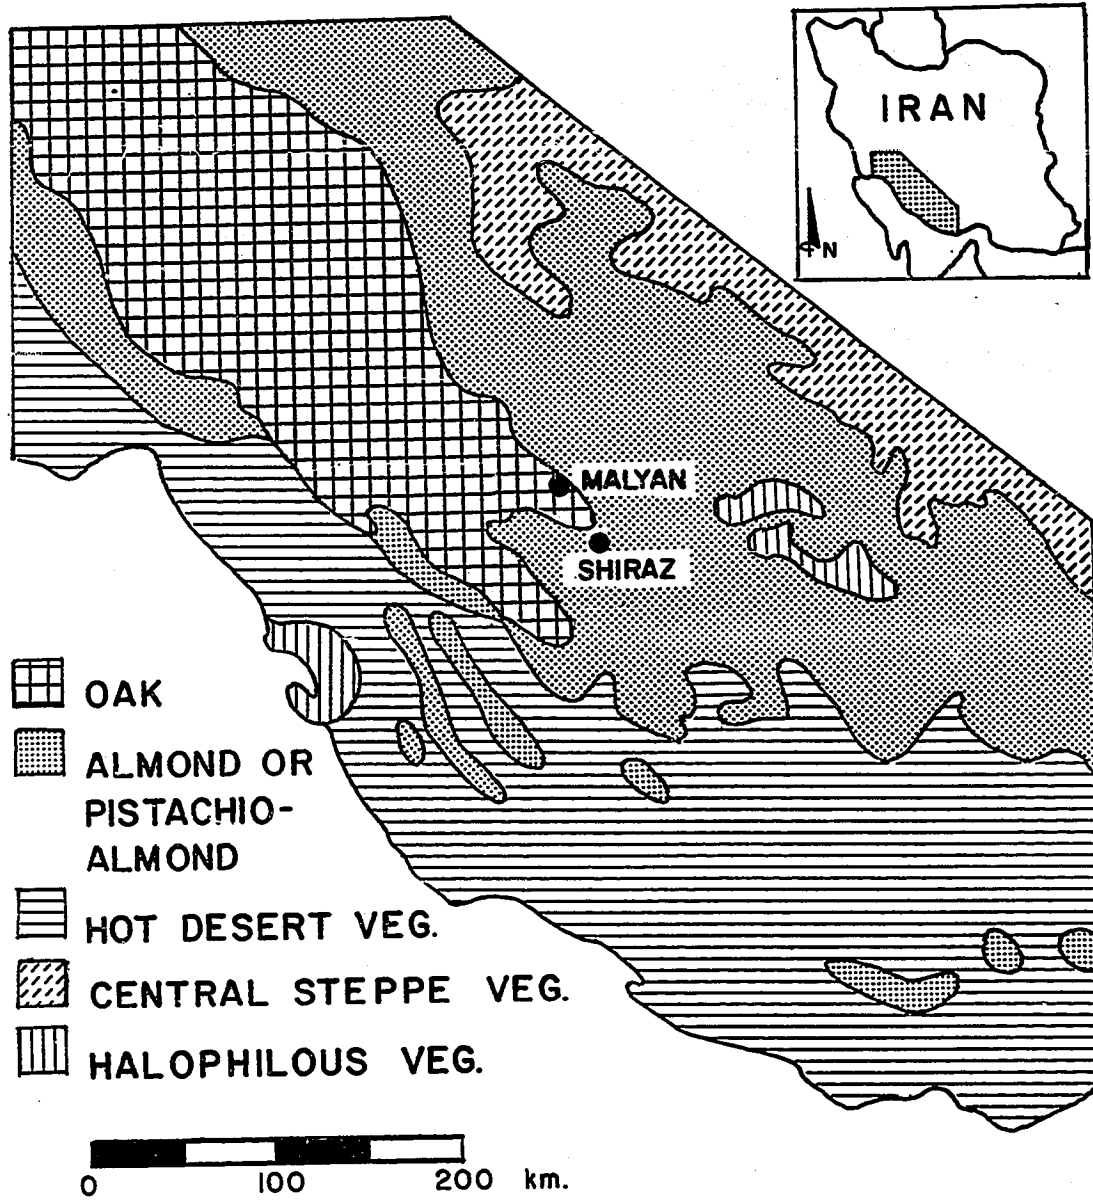 IRAN
N
MALYAN
SHIRAZ
OAK
ALMOND OR
PISTACHIO-
ALMOND
HOT DESERT VEG.
CENTRAL STEPPE VEG.
HALOPHILOUS VEG.
0 100 200 km.